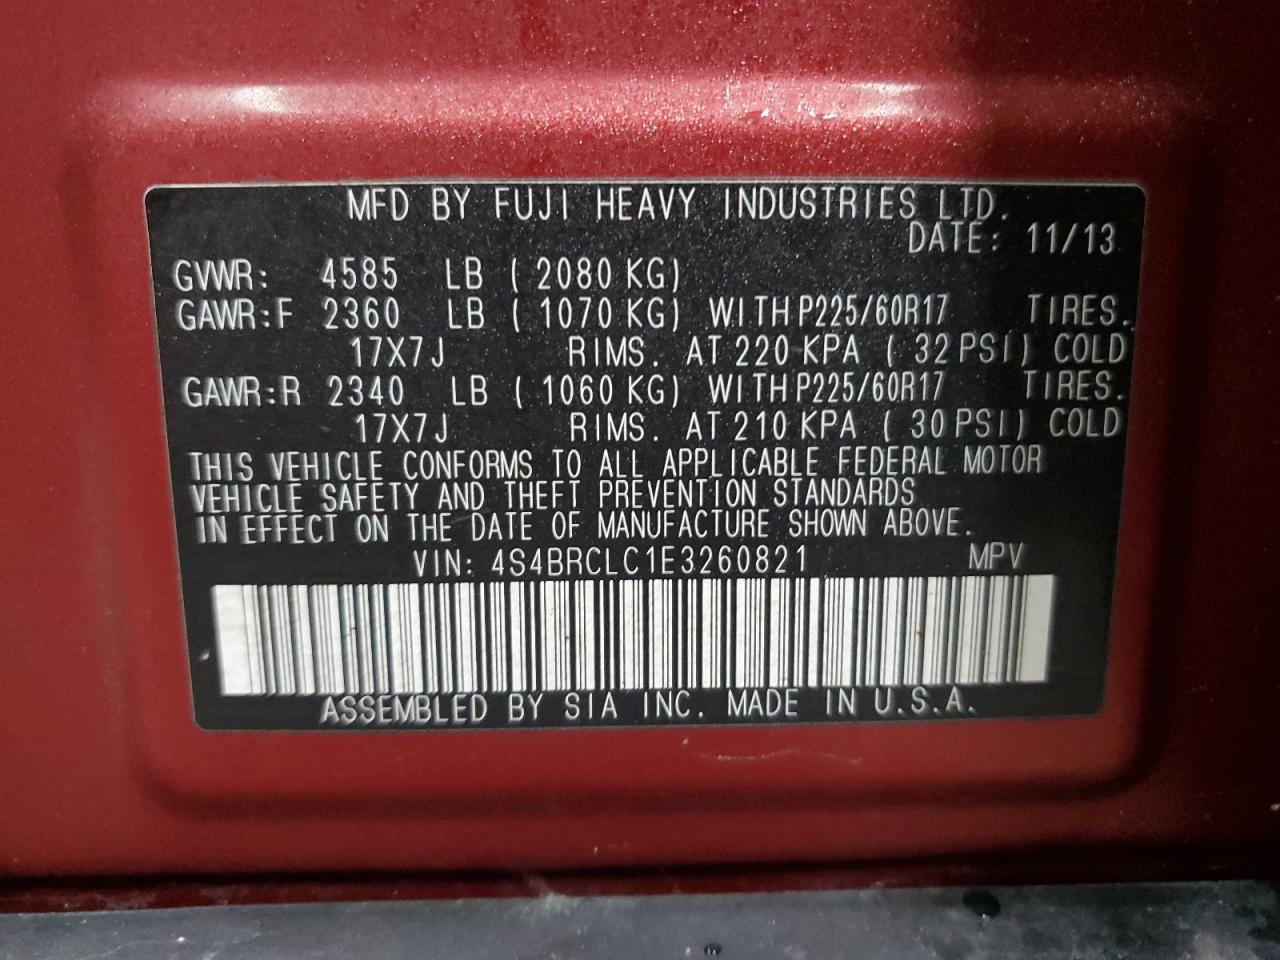 MFD BY FUJI HEAVY INDUSTRIES LTD.
DATE: 11/13
GVWR: 4585 LB ( 2080 KG)
GAWR:F 2360 LB ( 1070 KG) WITH P225/60R17 TIRES.
17X7J RIMS. AT 220 KPA ( 32 PSI) COLD
GAWR:R 2340 LB ( 1060 KG) WITH P225/60R17 TIRES.
17X7J RIMS. AT 210 KPA ( 30 PSI) COLD
THIS VEHICLE CONFORMS TO ALL APPLICABLE FEDERAL MOTOR
VEHICLE SAFETY AND THEFT PREVENTION STANDARDS
IN EFFECT ON THE DATE OF MANUFACTURE SHOWN ABOVE.
VIN: 4S4BRCLC1E3260821 MPV
ASSEMBLED BY SIA INC. MADE IN U.S.A.